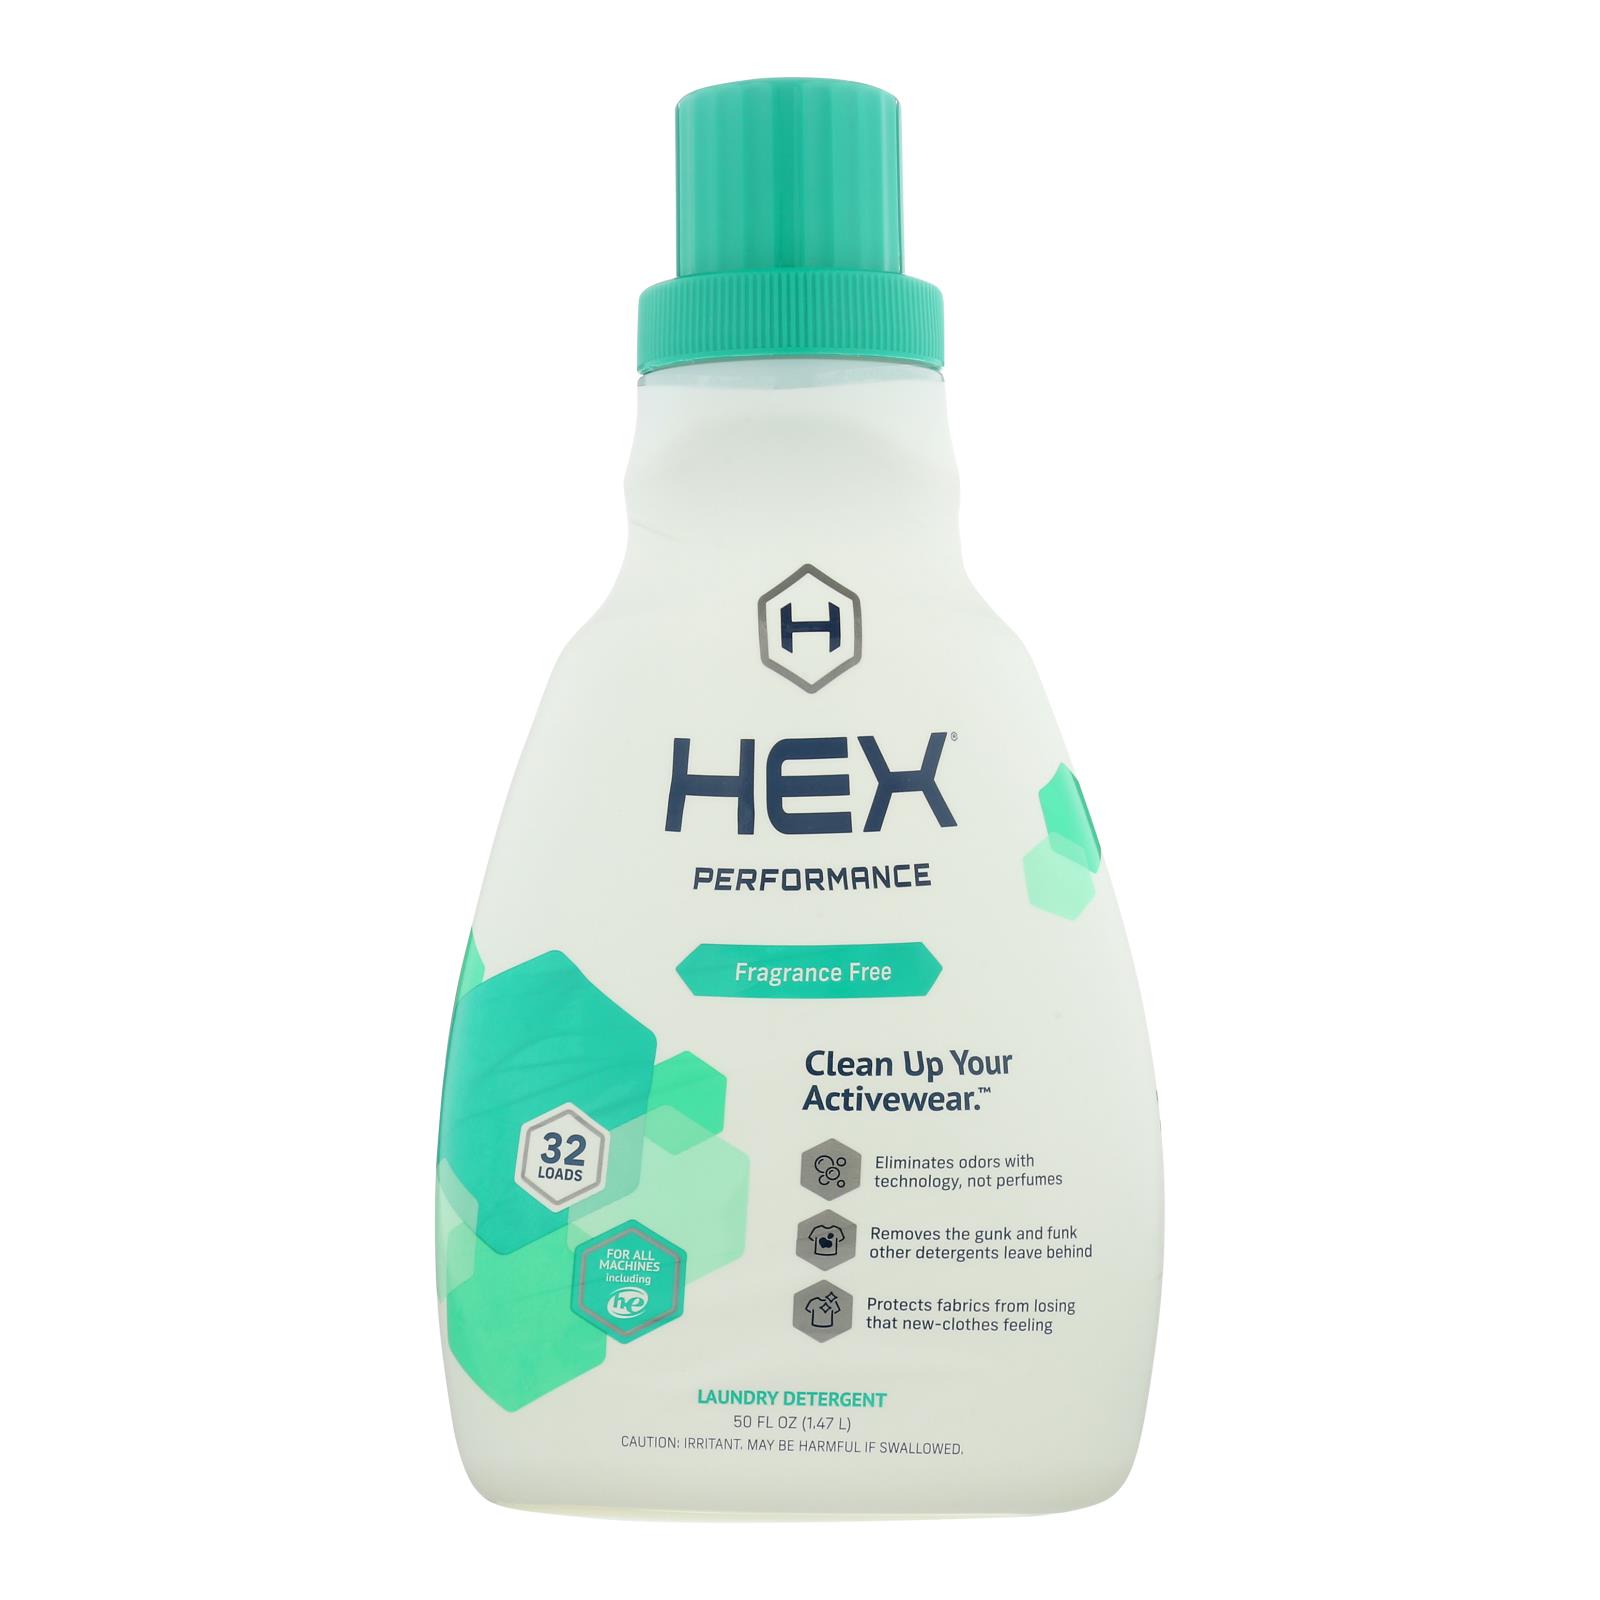 H
HEX®
PERFORMANCE
Fragrance Free
Clean Up Your
Activewear.™
32
LOADS
Eliminates odors with
technology, not perfumes
Removes the gunk and funk
other detergents leave behind
FOR ALL
MACHINES
including
he
Protects fabrics from losing
that new-clothes feeling
LAUNDRY DETERGENT
50 FL OZ (1.47 L)
CAUTION: IRRITANT. MAY BE HARMFUL IF SWALLOWED.